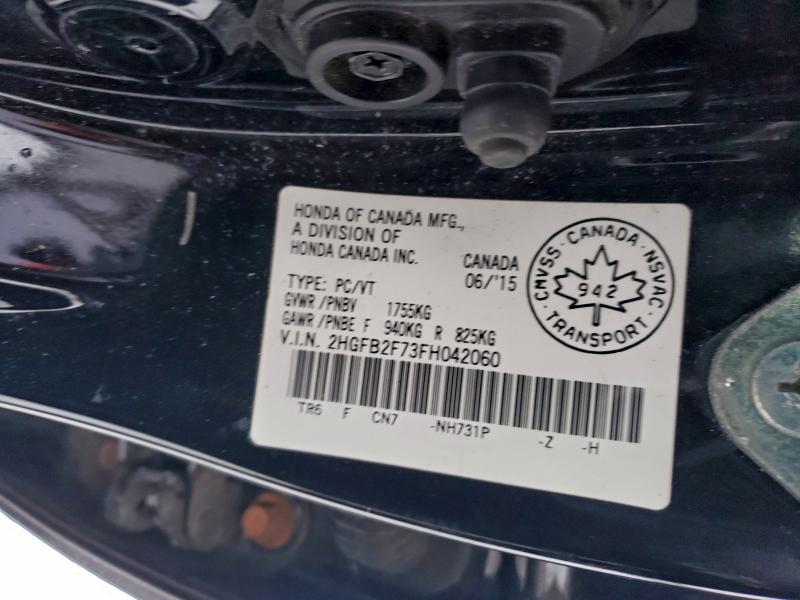 HONDA OF CANADA MFG.,
A DIVISION OF
HONDA CANADA INC.
CANADA
06/'15
TYPE: PC/VT
GVWR/PNBV 1755KG
GAWR/PNBE F 940KG R 825KG
V.I.N. 2HGFB2F73FH042060
TR6 F CN7 -NH731P -Z -H
CMVSS · CANADA · NSVAC
942
· TRANSPORT ·